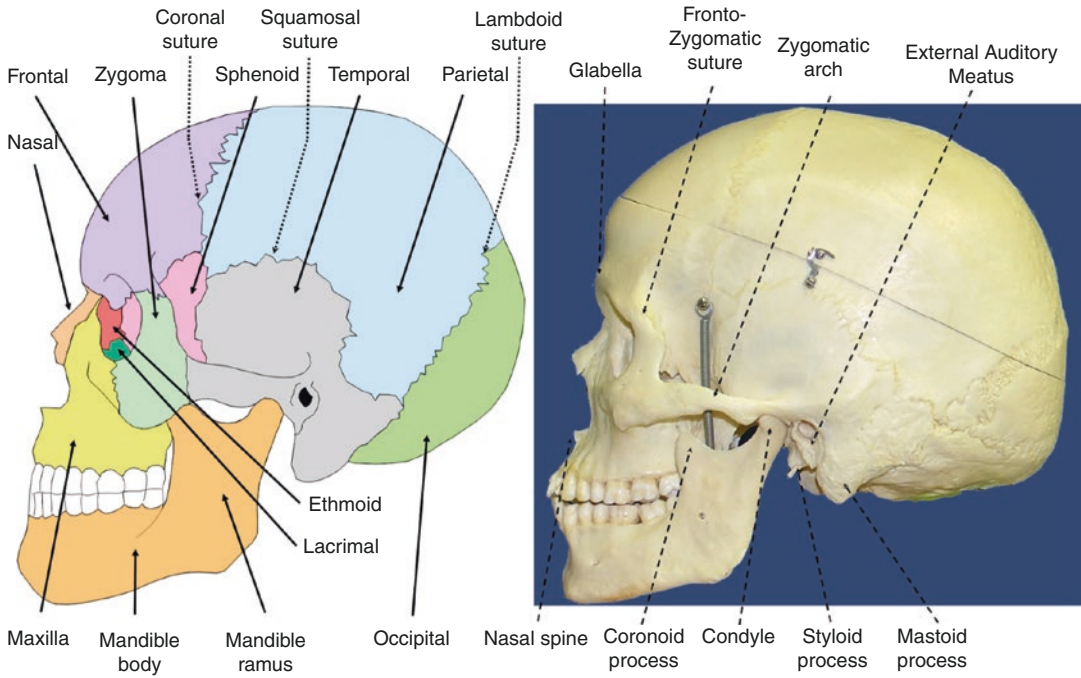 Coronal
suture
Squamosal
suture
Lambdoid
suture
Fronto-
Zygomatic
suture
Zygomatic
arch
External Auditory
Meatus
Frontal
Zygoma
Sphenoid
Temporal
Parietal
Glabella
Nasal
Ethmoid
Lacrimal
Maxilla
Mandible
body
Mandible
ramus
Occipital
Nasal spine
Coronoid
process
Condyle
Styloid
process
Mastoid
process